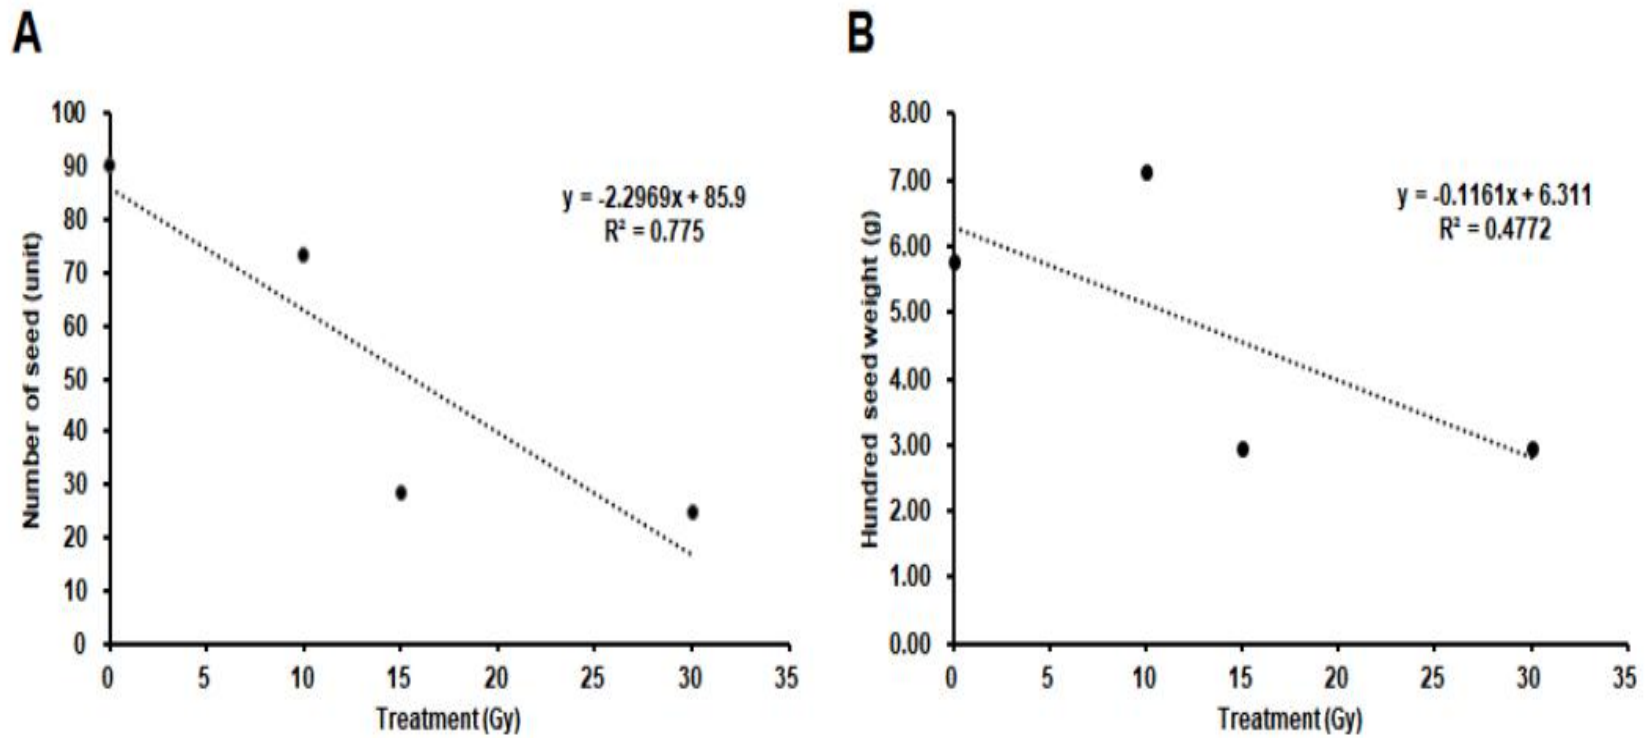 A
Number of seed (unit)
100
90
80
70
60
50
40
30
20
10
0
y = -2.2969x + 85.9
R² = 0.775
0 5 10 15 20 25 30 35
Treatment (Gy)
B
Hundred seed weight (g)
8.00
7.00
6.00
5.00
4.00
3.00
2.00
1.00
0.00
y = -0.1161x + 6.311
R² = 0.4772
0 5 10 15 20 25 30 35
Treatment (Gy)